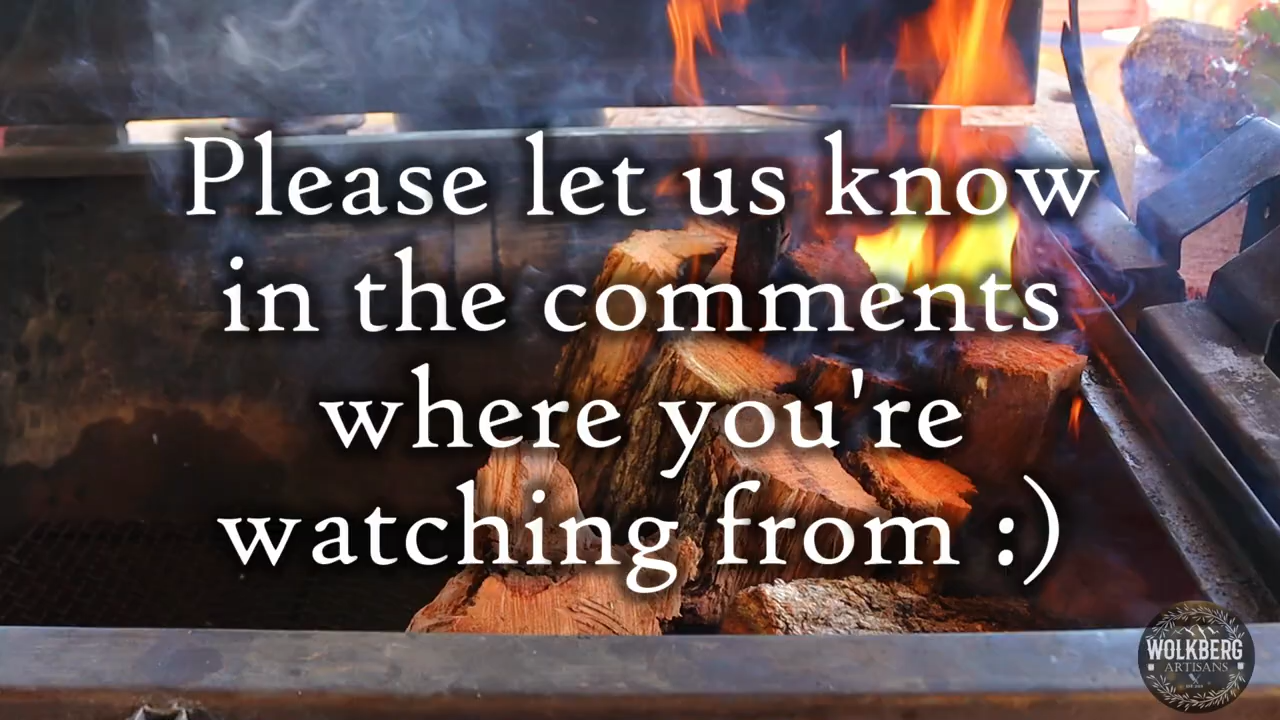 Please let us know
in the comments
where you're
watching from :)
WOLKBERG
ARTISANS